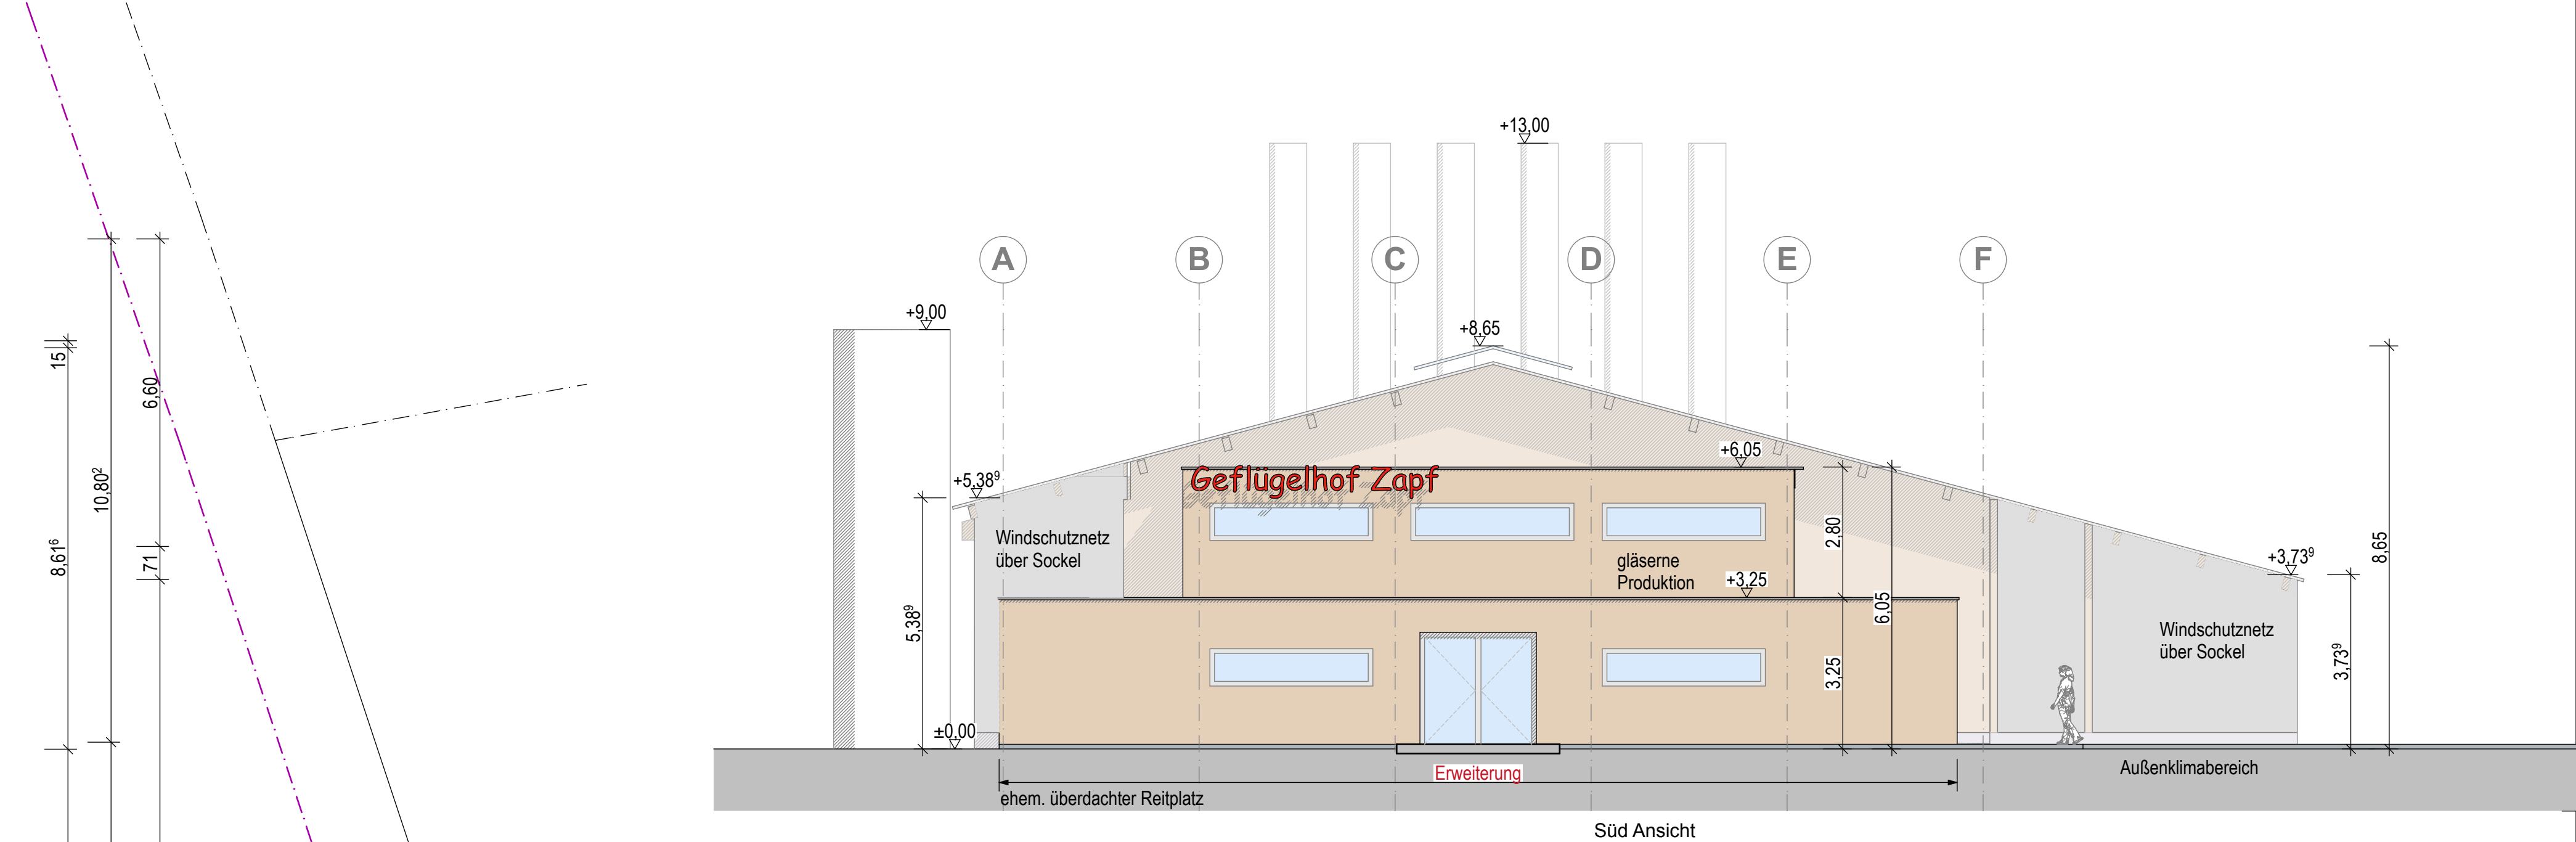 +13,00
A
B
C
D
E
F
+9,00
+8,65
15
6,60
10,80²
8,61⁶
71
+5,38⁹
Geflügelhof Zapf
+6,05
Windschutznetz
über Sockel
gläserne
Produktion
+3,25
2,80
6,05
3,25
5,38⁹
±0,00
+3,73⁹
8,65
3,73⁹
Windschutznetz
über Sockel
Erweiterung
ehem. überdachter Reitplatz
Außenklimabereich
Süd Ansicht